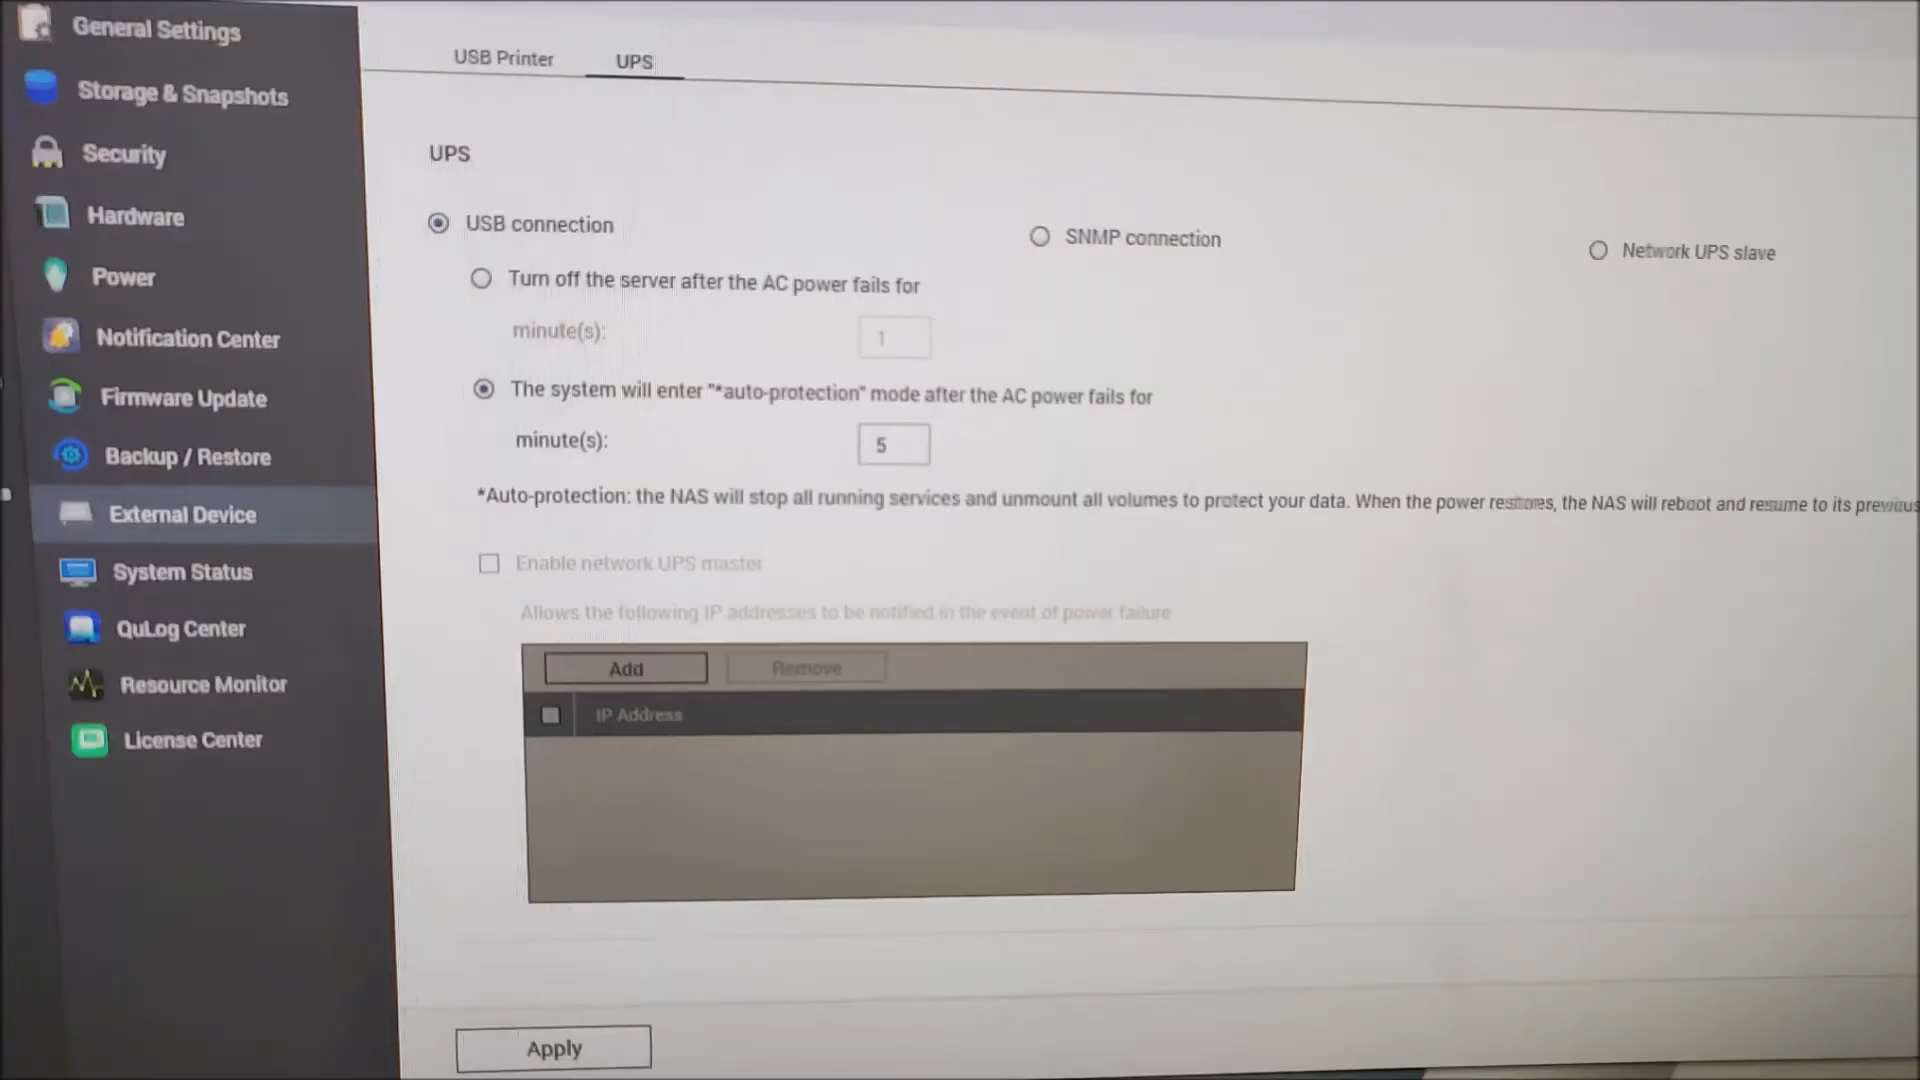 General Settings
Storage & Snapshots
Security
Hardware
Power
Notification Center
Firmware Update
Backup / Restore
External Device
System Status
QuLog Center
Resource Monitor
License Center
USB Printer
UPS
UPS
USB connection
SNMP connection
Network UPS slave
Turn off the server after the AC power fails for
minute(s):
1
The system will enter "*auto-protection" mode after the AC power fails for
minute(s):
5
*Auto-protection: the NAS will stop all running services and unmount all volumes to protect your data. When the power restores, the NAS will reboot and resume to its previous
Enable network UPS master
Allows the following IP addresses to be notified in the event of power failure
Add
Remove
IP Address
Apply